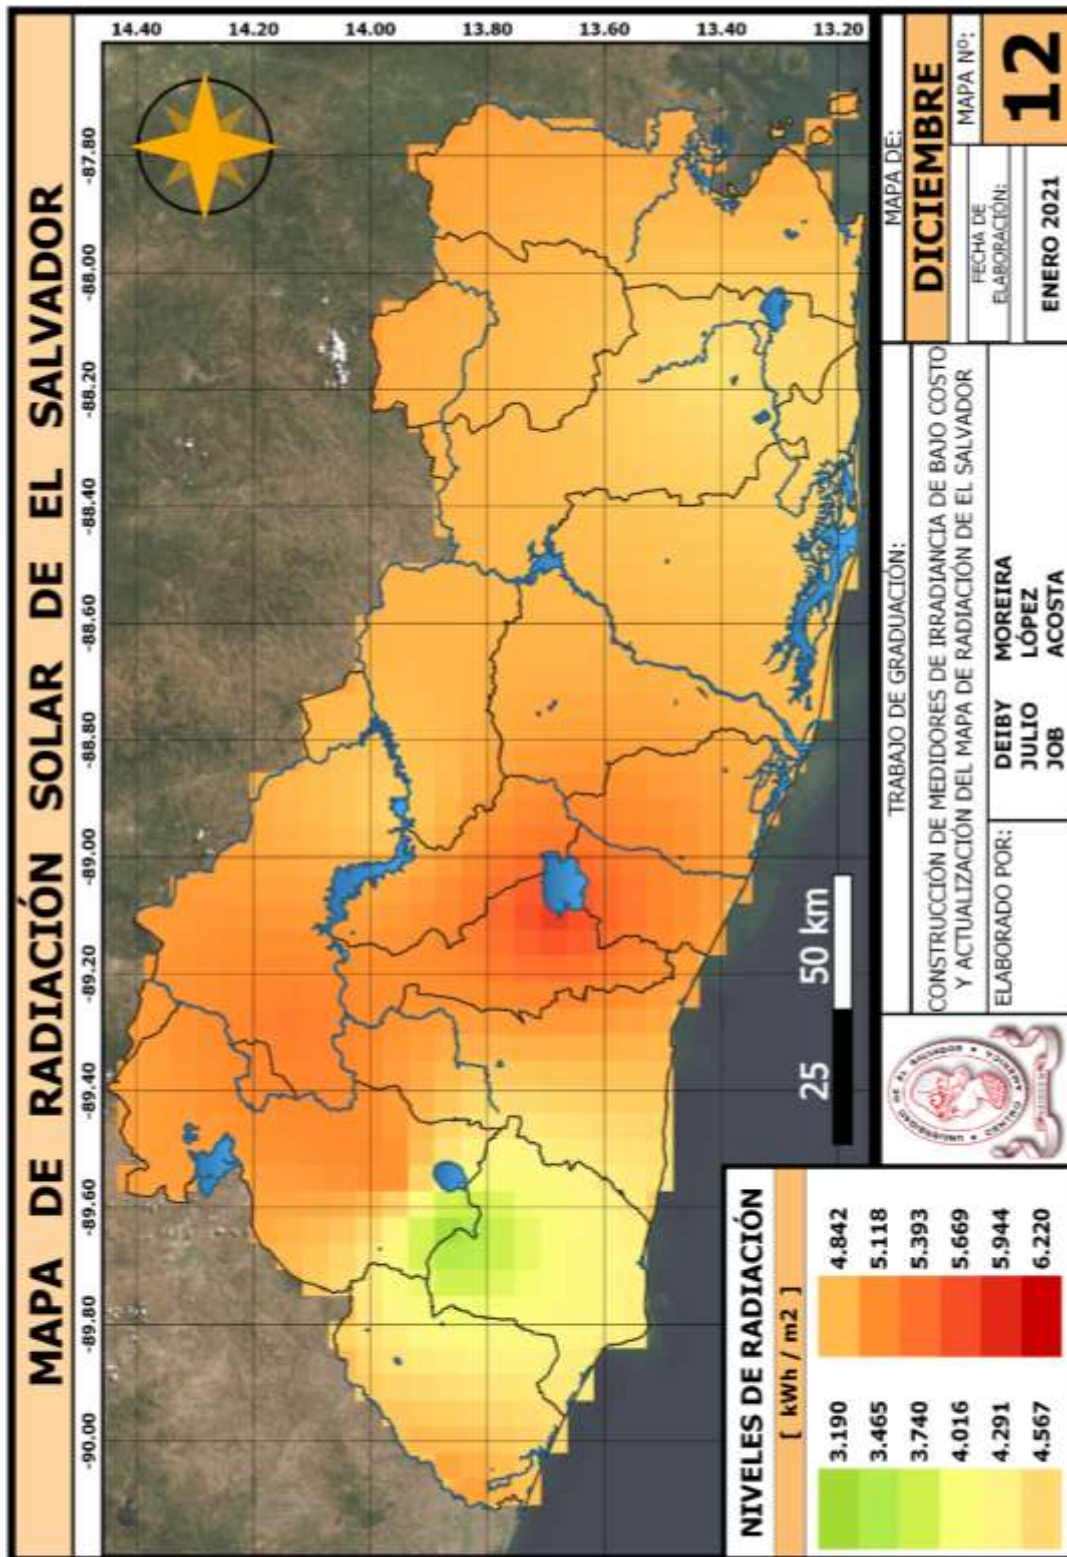 MAPA DE RADIACIÓN SOLAR DE EL SALVADOR
-90.00 -89.80 -89.60 -89.40 -89.20 -89.00 -88.80 -88.60 -88.40 -88.20 -88.00 -87.80
14.40
14.20
14.00
13.80
13.60
13.40
13.20
25 50 km
NIVELES DE RADIACIÓN
[ kWh / m2 ]
3.190 4.842
3.465 5.118
3.740 5.393
4.016 5.669
4.291 5.944
4.567 6.220
TRABAJO DE GRADUACIÓN:
CONSTRUCCIÓN DE MEDIDORES DE IRRADIANCIA DE BAJO COSTO
Y ACTUALIZACIÓN DEL MAPA DE RADIACIÓN DE EL SALVADOR
ELABORADO POR:
DEIBY MOREIRA
JULIO LÓPEZ
JOB ACOSTA
MAPA DE:
DICIEMBRE
FECHA DE
ELABORACIÓN:
ENERO 2021
MAPA Nº:
12